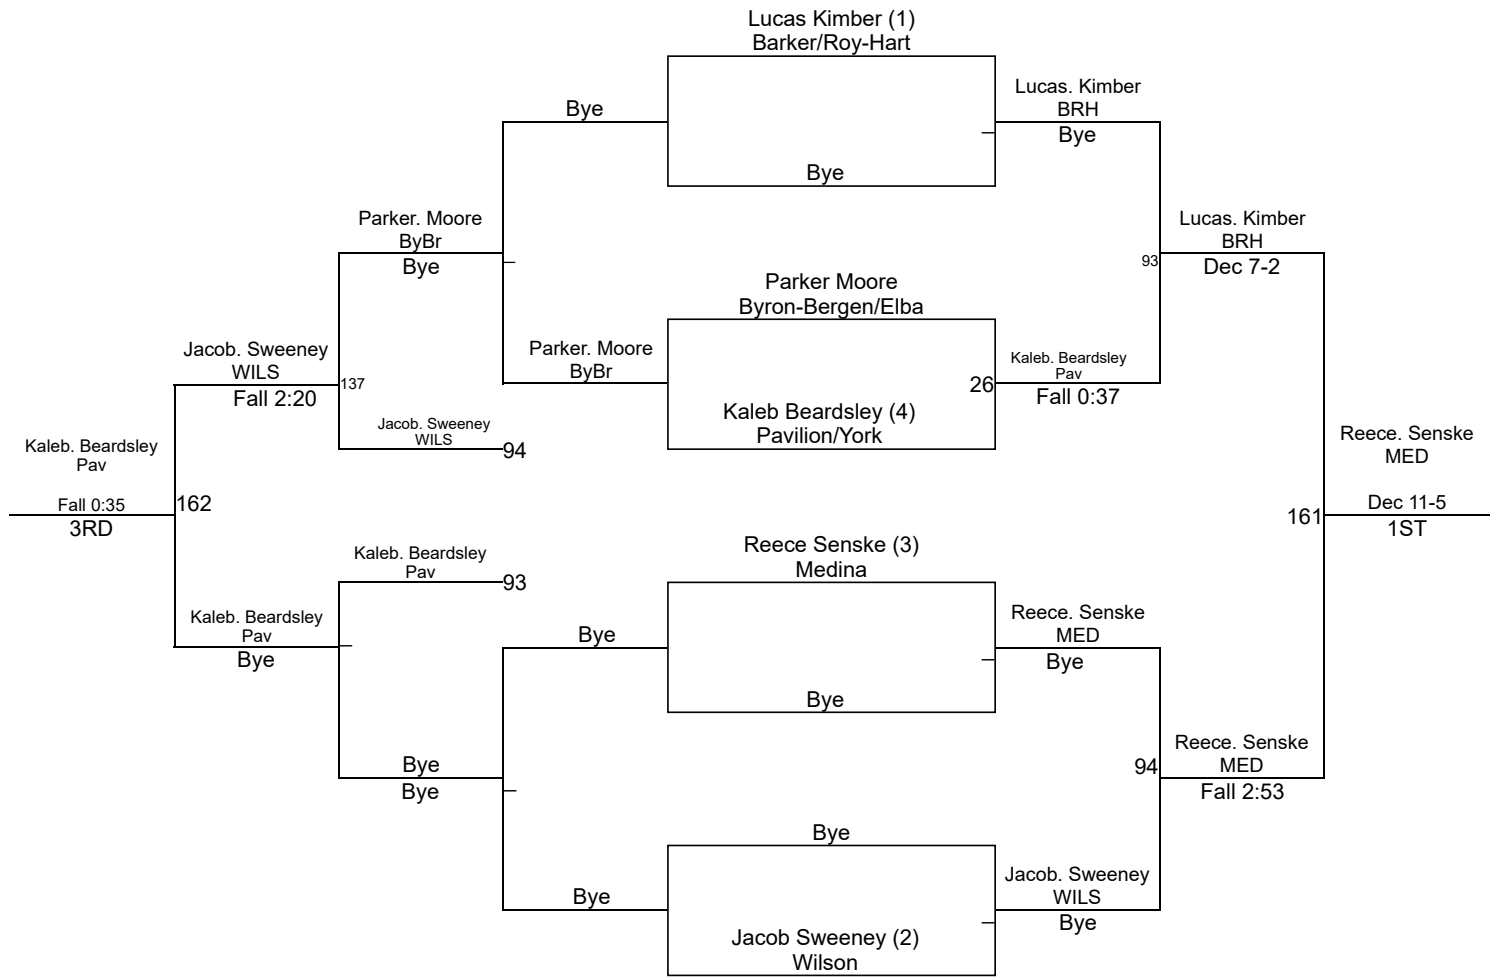 Lucas Kimber (1)
Barker/Roy-Hart
Bye
Lucas. Kimber
BRH
Bye
Bye
Parker. Moore
ByBr
Bye
Lucas. Kimber
BRH
93
Dec 7-2
Parker Moore
Byron-Bergen/Elba
Jacob. Sweeney
WILS
137
Fall 2:20
Parker. Moore
ByBr
26
Kaleb. Beardsley
Pav
Fall 0:37
Kaleb Beardsley (4)
Pavilion/York
Jacob. Sweeney
WILS
94
Kaleb. Beardsley
Pav
Fall 0:35
162
3RD
Reece. Senske
MED
161
Dec 11-5
1ST
Kaleb. Beardsley
Pav
93
Reece Senske (3)
Medina
Kaleb. Beardsley
Pav
Bye
Bye
Reece. Senske
MED
Bye
Bye
Bye
Bye
94
Reece. Senske
MED
Fall 2:53
Bye
Bye
Jacob. Sweeney
WILS
Bye
Jacob Sweeney (2)
Wilson